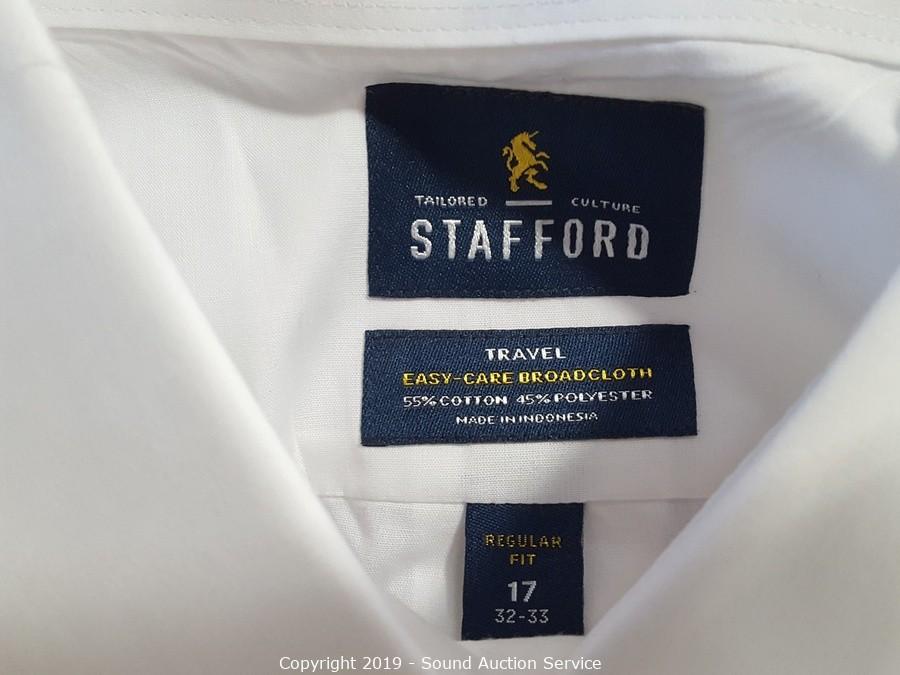 TAILORED CULTURE
STAFFORD
TRAVEL
EASY-CARE BROADCLOTH
55% COTTON 45% POLYESTER
MADE IN INDONESIA
REGULAR
FIT
17
32-33
Copyright 2019 - Sound Auction Service